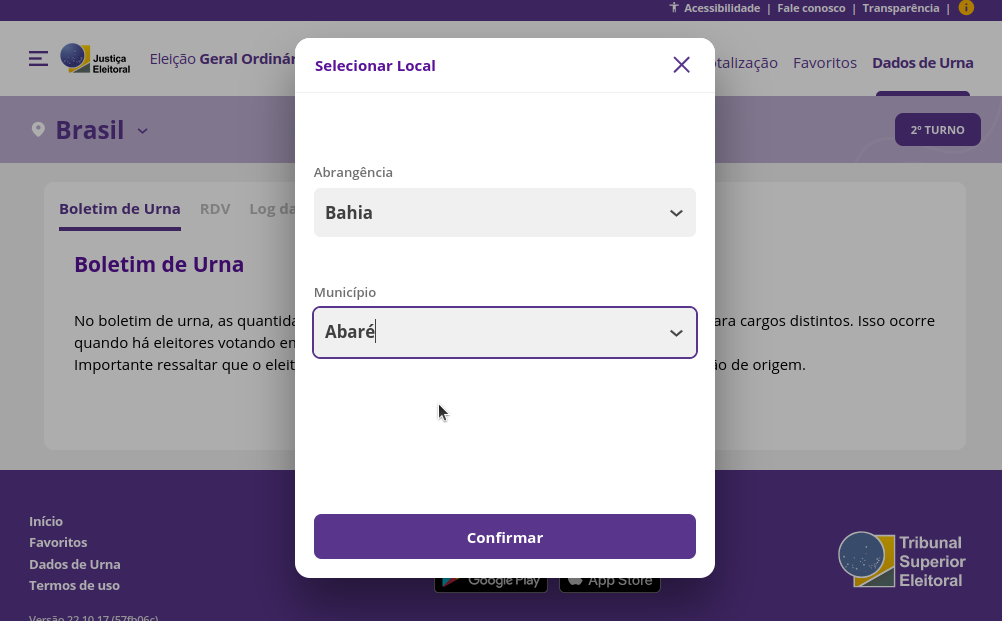 Acessibilidade | Fale conosco | Transparência |
Justiça
Eleitoral
Eleição Geral Ordinár
otalização Favoritos Dados de Urna
Brasil
2º TURNO
Selecionar Local
Abrangência
Bahia
Município
Abaré
Confirmar
Boletim de Urna RDV Log da
Boletim de Urna
No boletim de urna, as quantida
ara cargos distintos. Isso ocorre
quando há eleitores votando en
Importante ressaltar que o eleit
ão de origem.
Início
Favoritos
Dados de Urna
Termos de uso
Versão 22.10.17 (57fb06c)
Google Play
App Store
Tribunal
Superior
Eleitoral